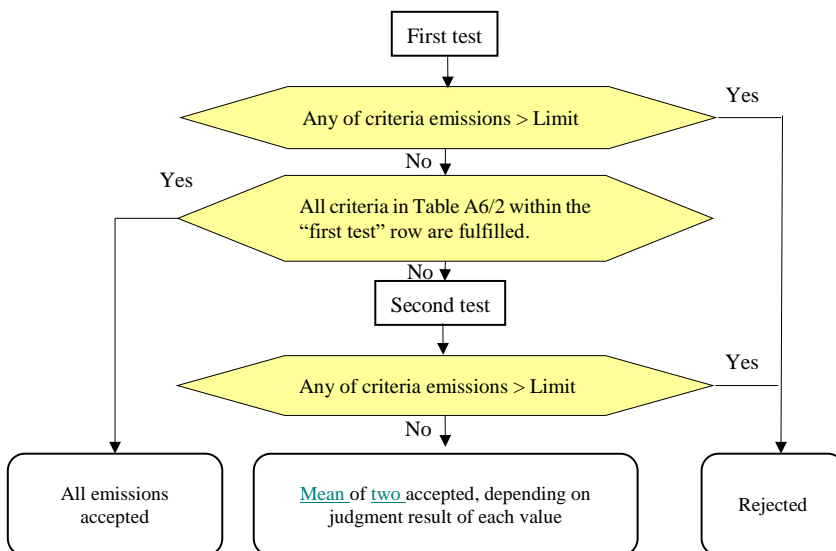 First test
Yes
Any of criteria emissions > Limit
No
Yes
All criteria in Table A6/2 within the
“first test” row are fulfilled.
No
Second test
Yes
Any of criteria emissions > Limit
No
All emissions
accepted
Mean of two accepted, depending on
judgment result of each value
Rejected